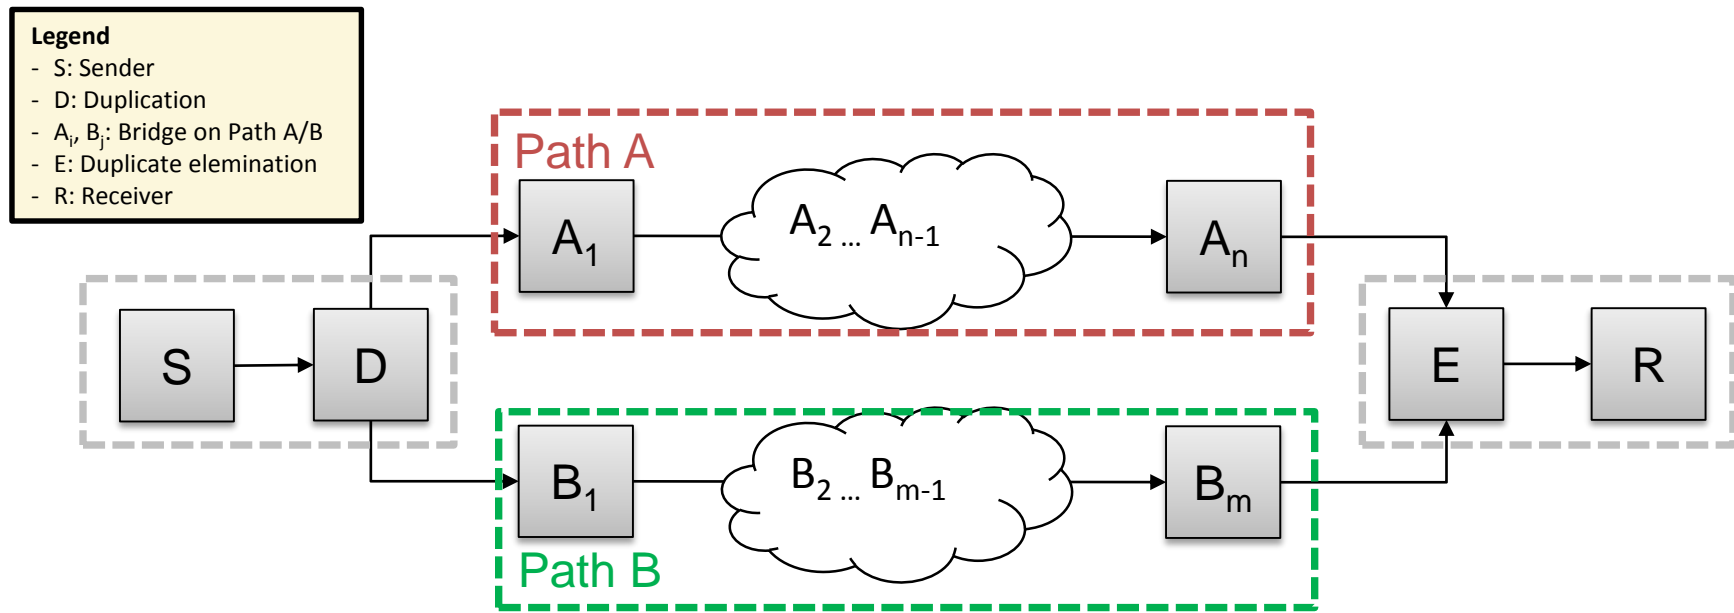 Legend
- S: Sender
- D: Duplication
- Ai, Bj: Bridge on Path A/B
- E: Duplicate elemination
- R: Receiver
Path A
A1
A2 ... An-1
An
S
D
E
R
B1
B2 ... Bm-1
Bm
Path B